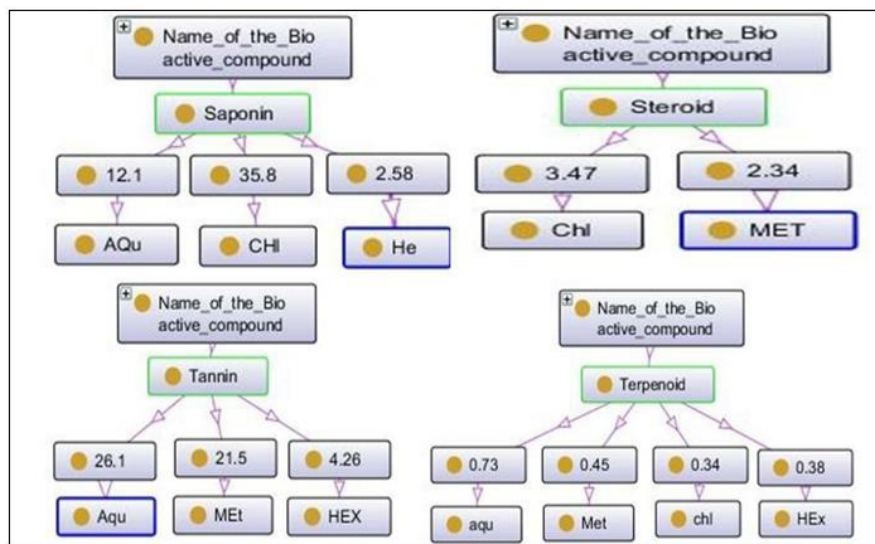 Name_of_the_Bio
active_compound
Saponin
12.1 35.8 2.58
AQu CHl He
Name_of_the_Bio
active_compound
Steroid
3.47 2.34
Chl MET
Name_of_the_Bio
active_compound
Tannin
26.1 21.5 4.26
Aqu MEt HEX
Name_of_the_Bio
active_compound
Terpenoid
0.73 0.45 0.34 0.38
aqu Met chl HEx